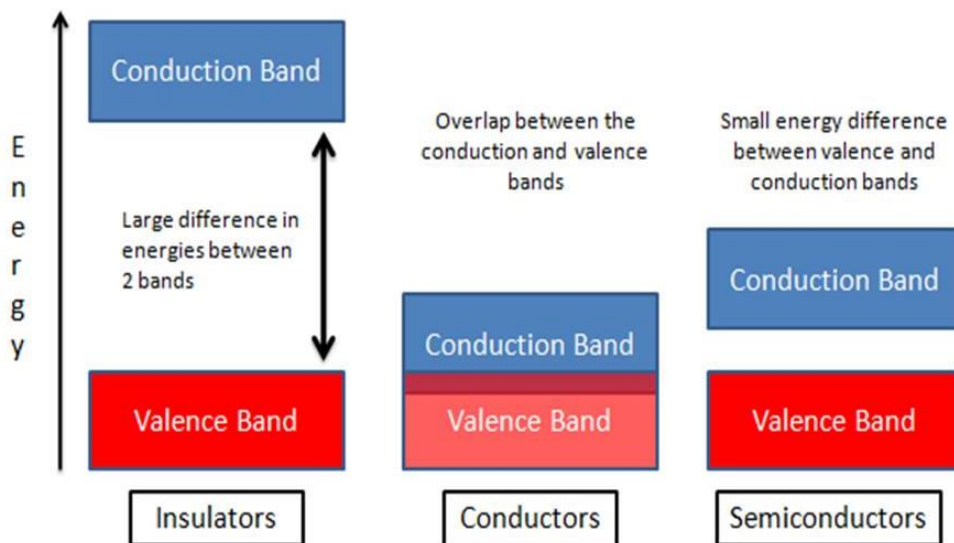 Energy
Conduction Band
Large difference in
energies between
2 bands
Valence Band
Insulators
Overlap between the
conduction and valence
bands
Conduction Band
Valence Band
Conductors
Small energy difference
between valence and
conduction bands
Conduction Band
Valence Band
Semiconductors